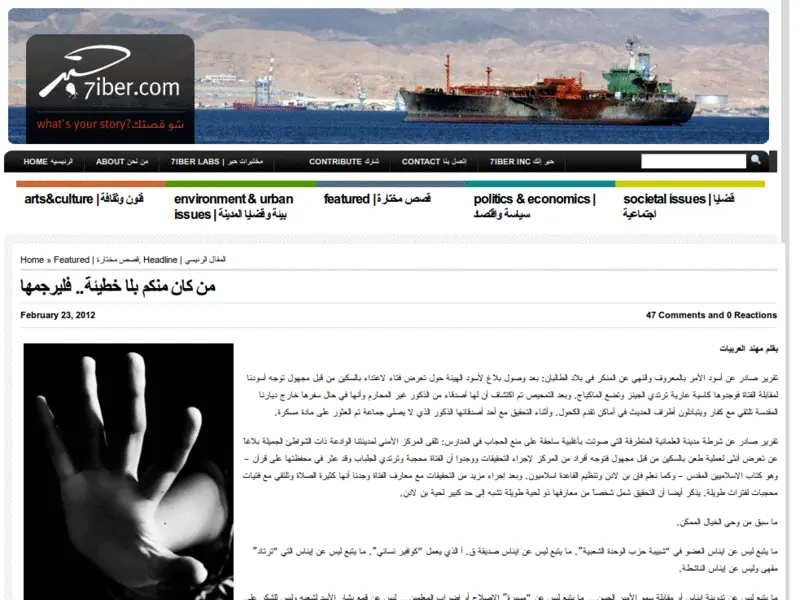 حبر
7iber.com
what's your story? شو قصتك
HOME الرئيسيه ABOUT من نحن 7IBER LABS | مختبرات حبر CONTRIBUTE شارك CONTACT إتصل بنا 7IBER INC حبر إنك
arts&culture | فنون وثقافة environment & urban issues | بيئة وقضايا المدينة featured | قصص مختارة politics & economics | سياسة واقتصاد societal issues | قضايا اجتماعية
Home » Featured | قصص مختارة, Headline | المقال الرئيسي
من كان منكم بلا خطيئة.. فليرجمها
February 23, 2012 47 Comments and 0 Reactions
بقلم مهند العربيات
تقرير صادر عن أسود الأمر بالمعروف والنهي عن المنكر في بلاد الطالبان: بعد وصول بلاغ لأسود الهيئة حول تعرض فتاء لاعتداء بالسكين من قبل مجهول توجه أسودنا
لمقابلة الفتاة فوجدوها كاسية عارية ترتدي الجينز وتضع الماكياج. وبعد التمحيص تم اكتشاف أن لها أصدقاء من الذكور غير المحارم وأنها في حال سفرها خارج ديارنا
المقدسة تلتقي مع كفار ويتبادلون أطراف الحديث في أماكن تقدم الكحول. وأثناء التحقيق مع أحد أصدقائها الذكور الذي لا يصلي جماعة تم العثور على مادة مسكرة.
تقرير صادر عن شرطة مدينة العلمانية المتطرفة التي صوتت بأغلبية ساحقة على منع الحجاب في المدارس: تلقى المركز الأمني لمدينتنا الوادعة ذات الشواطئ الجميلة بلاغا
عن تعرض أنثى لعملية طعن بالسكين من قبل مجهول فتوجه أفراد من المركز لإجراء التحقيقات ووجدوا أن الفتاة محجبة وترتدي الجلباب وقد عثر في محفظتها على قرآن –
وهو كتاب الاسلاميين المقدس – وكما نعلم فإن بن لادن وتنظيم القاعدة اسلاميون. وبعد إجراء مزيد من التحقيقات مع معارف الفتاة وجدنا أنها كثيرة الصلاة وتلتقي مع فتيات
محجبات لفترات طويلة. يذكر أيضا أن التحقيق شمل شخصاً من معارفها ذو لحية طويلة تشبه إلى حد كبير لحية بن لادن.
ما سبق من وحي الخيال الممكن.
ما يتبع ليس عن ايناس العضو في "شبيبة حزب الوحدة الشعبية". ما يتبع ليس عن ايناس صديقة ق. أ الذي يعمل "كوافير نسائي". ما يتبع ليس عن إيناس التي "ترتاد"
مقهى وليس عن إيناس الناشطة.